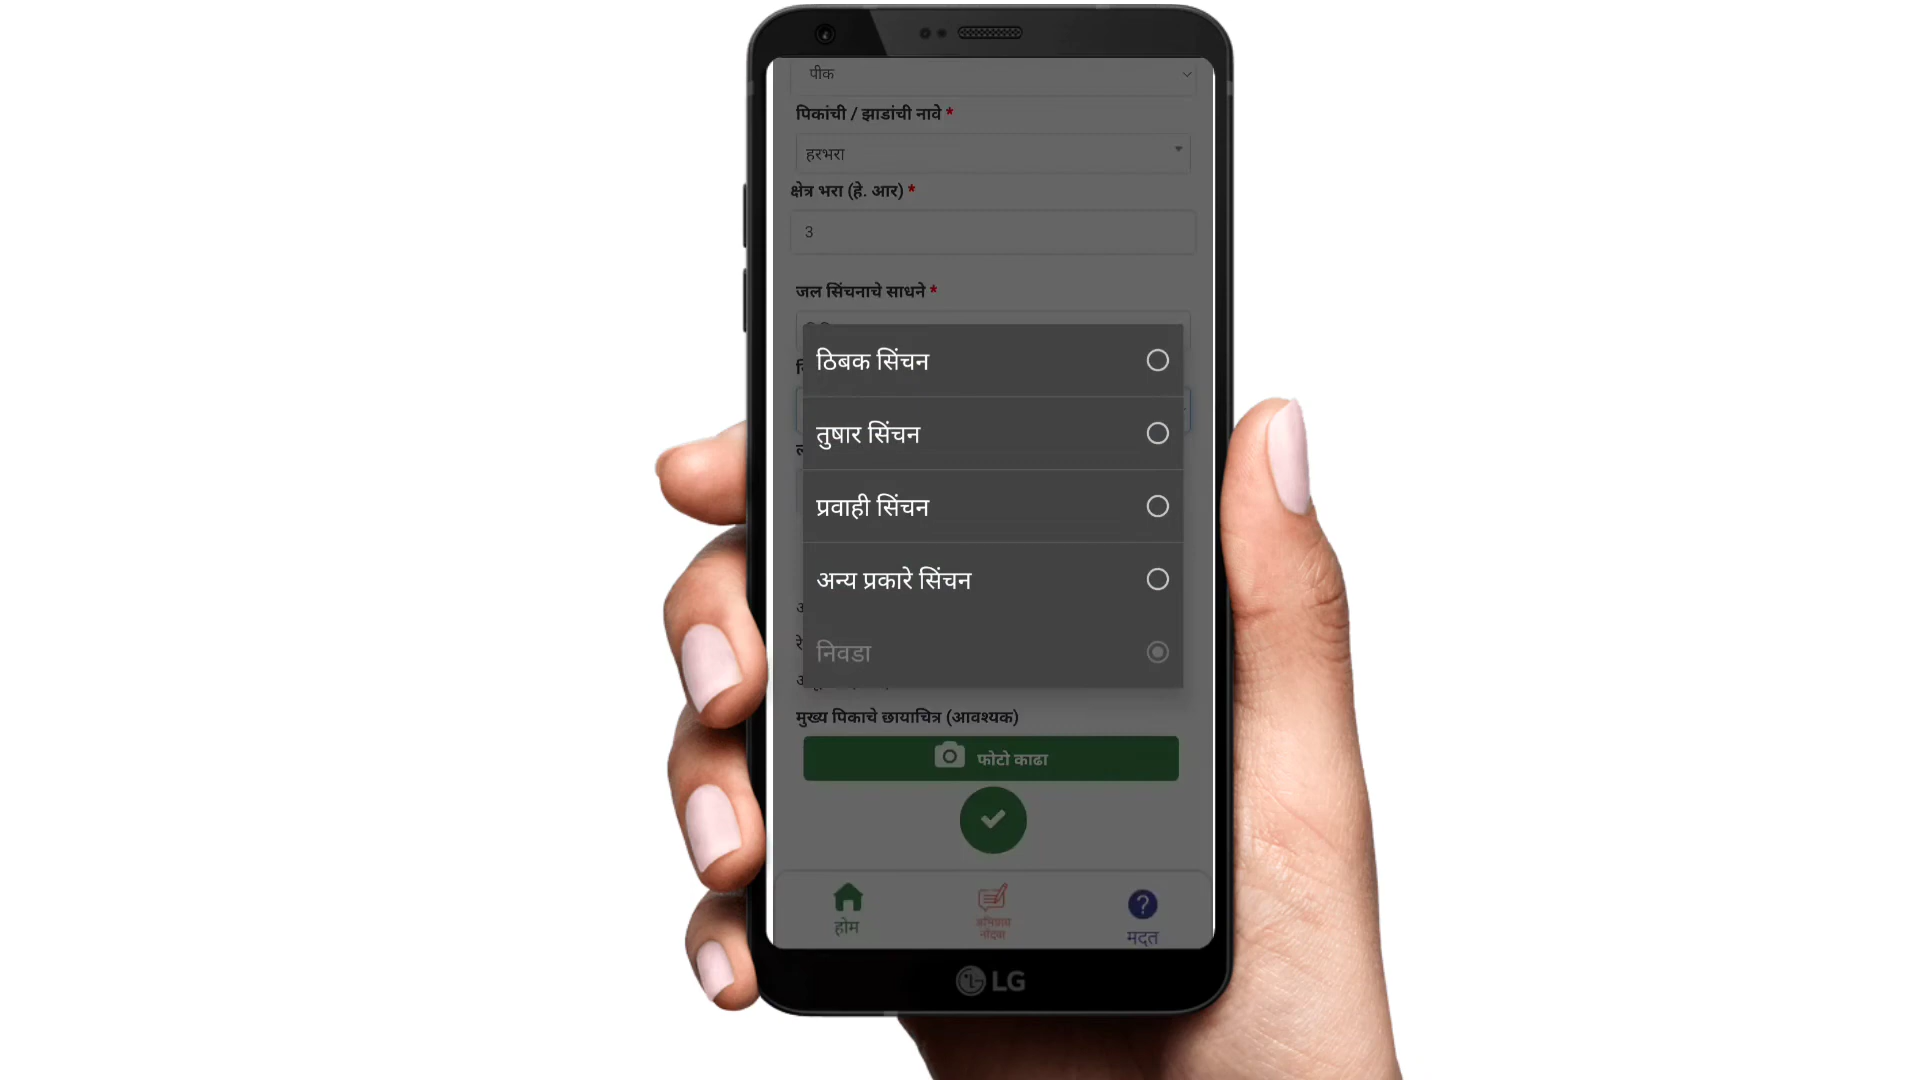 पीक
पिकांची / झाडांची नावे *
हरभरा
क्षेत्र भरा (हे. आर) *
3
जल सिंचनाचे साधने *
ठिबक सिंचन
तुषार सिंचन
प्रवाही सिंचन
अन्य प्रकारे सिंचन
निवडा
मुख्य पिकाचे छायाचित्र (आवश्यक)
फोटो काढा
होम
अभिप्राय
नोंदवा
मदत
LG